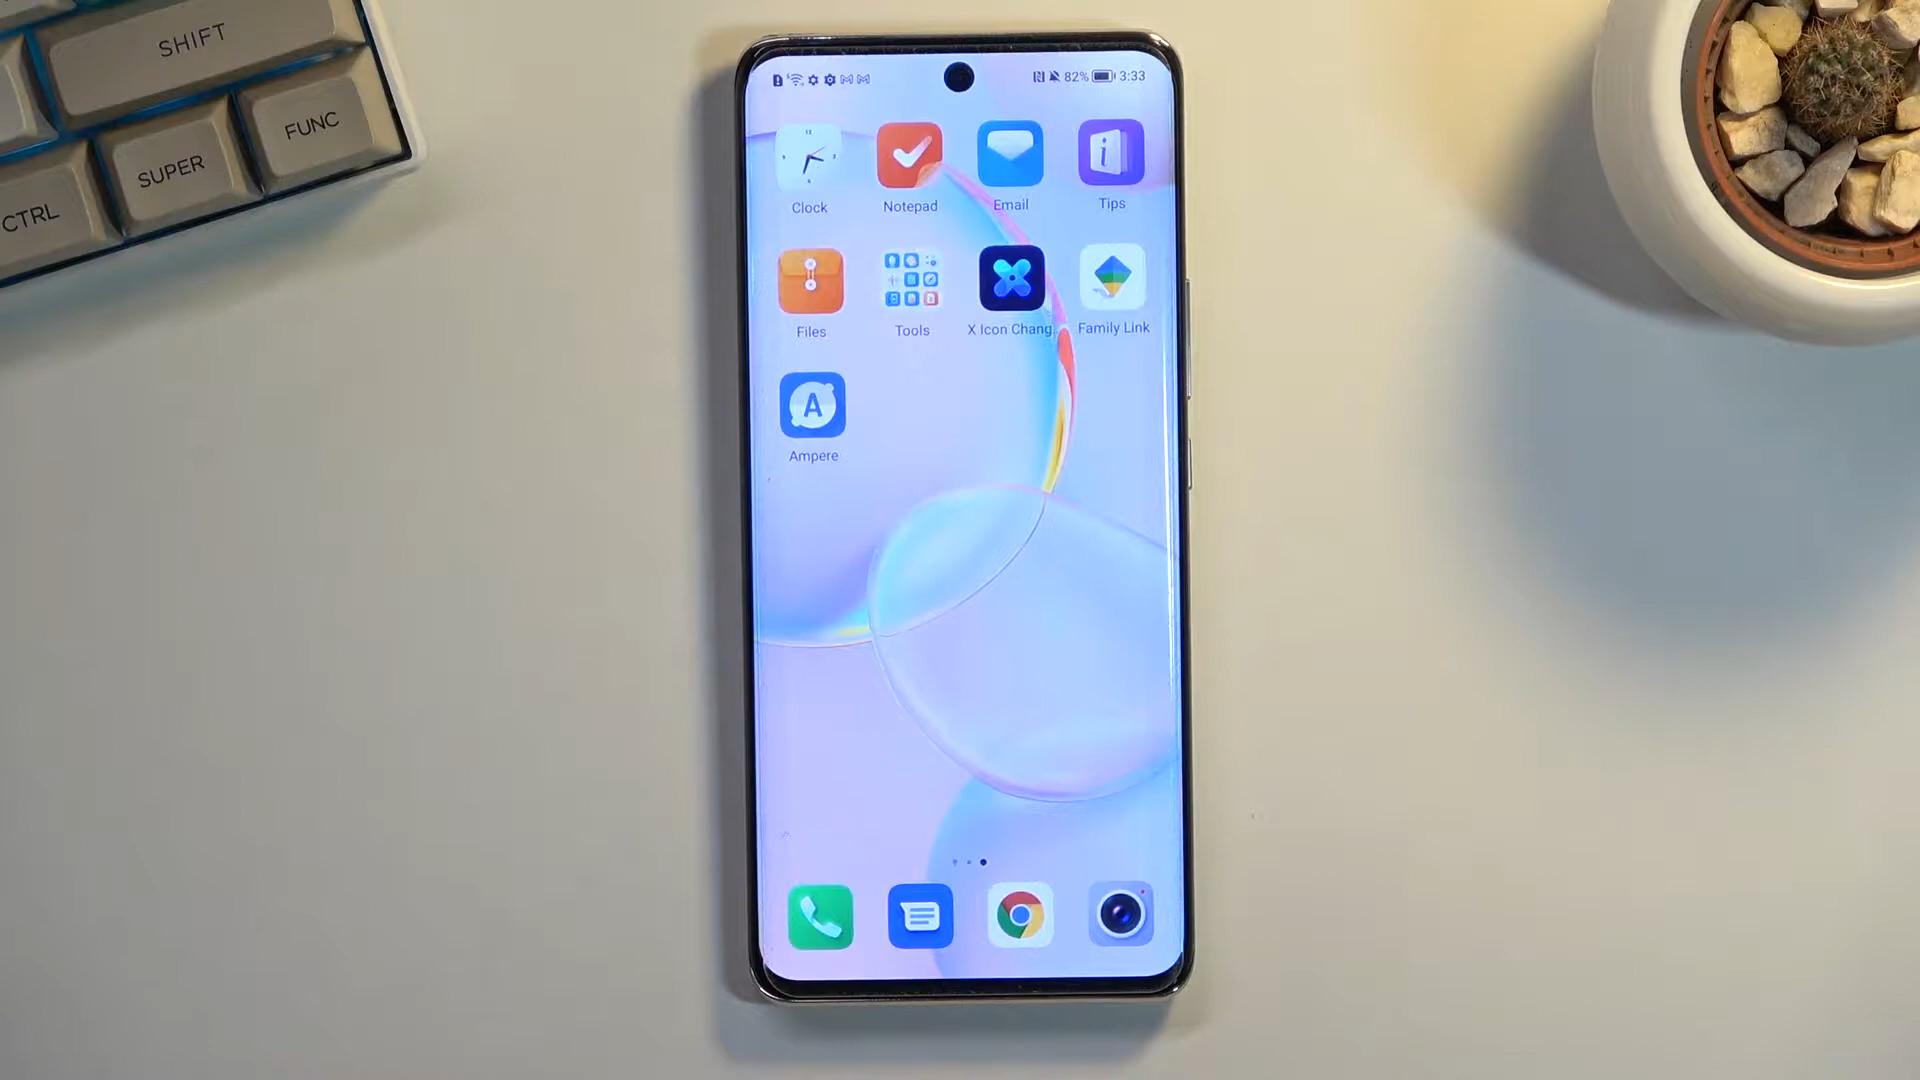 SHIFT
FUNC
SUPER
CTRL
82% 3:33
Clock Notepad Email Tips
Files Tools X Icon Chang... Family Link
A
Ampere